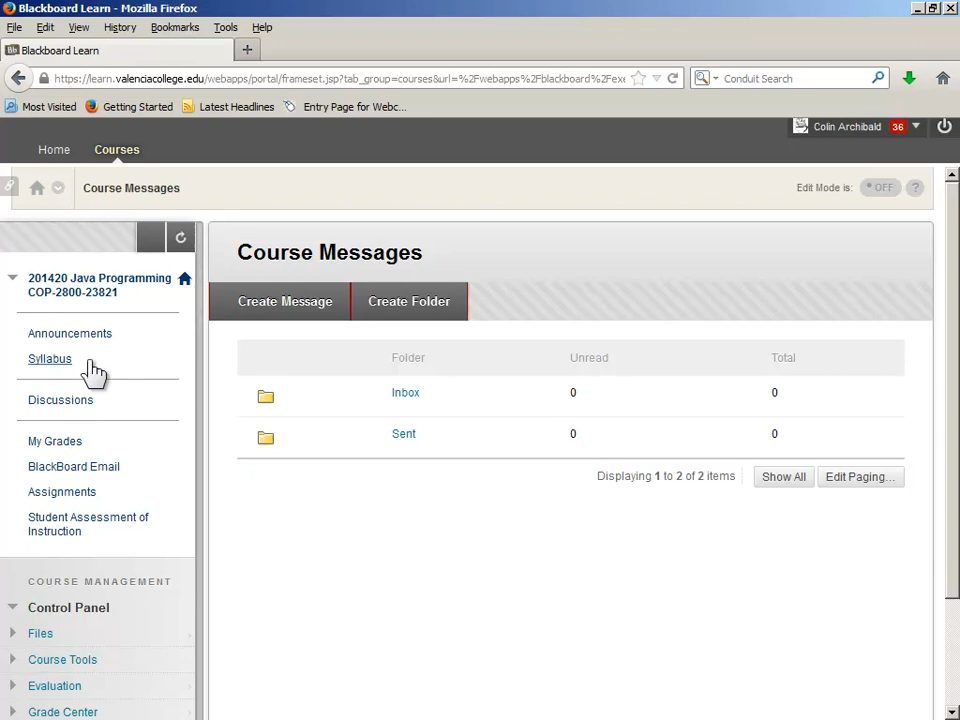 Blackboard Learn - Mozilla Firefox
File Edit View History Bookmarks Tools Help
Bb Blackboard Learn
https://learn.valenciacollege.edu/webapps/portal/frameset.jsp?tab_group=courses&url=%2Fwebapps%2Fblackboard%2Fexe
Conduit Search
Most Visited Getting Started Latest Headlines Entry Page for Webc...
Colin Archibald 36
Home Courses
Course Messages Edit Mode is: OFF ?
201420 Java Programming
COP-2800-23821
Announcements
Syllabus
Discussions
My Grades
BlackBoard Email
Assignments
Student Assessment of
Instruction
COURSE MANAGEMENT
Control Panel
Files
Course Tools
Evaluation
Grade Center
Course Messages
Create Message Create Folder
Folder Unread Total
Inbox 0 0
Sent 0 0
Displaying 1 to 2 of 2 items Show All Edit Paging...